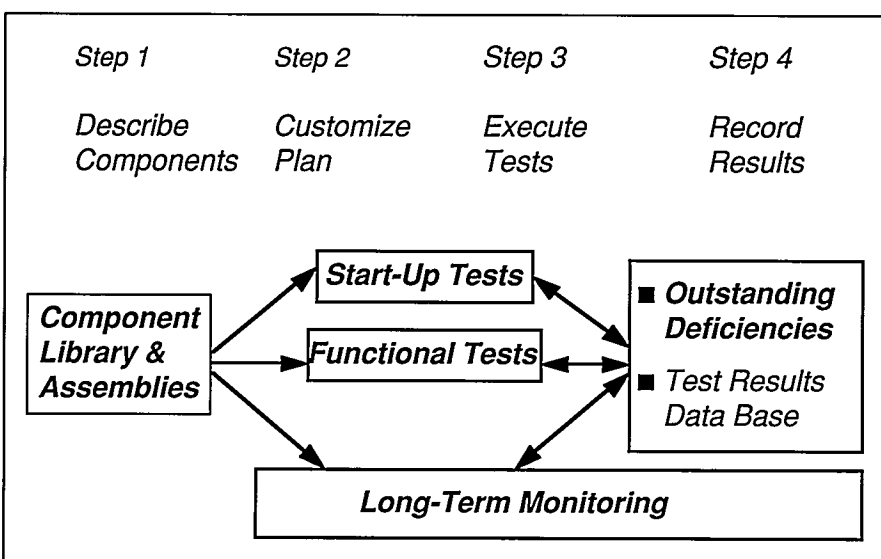 Step 1 Step 2 Step 3 Step 4
Describe Customize Execute Record
Components Plan Tests Results
Start-Up Tests
Component
Library &
Assemblies
Functional Tests
■ Outstanding
Deficiencies
■ Test Results
Data Base
Long-Term Monitoring